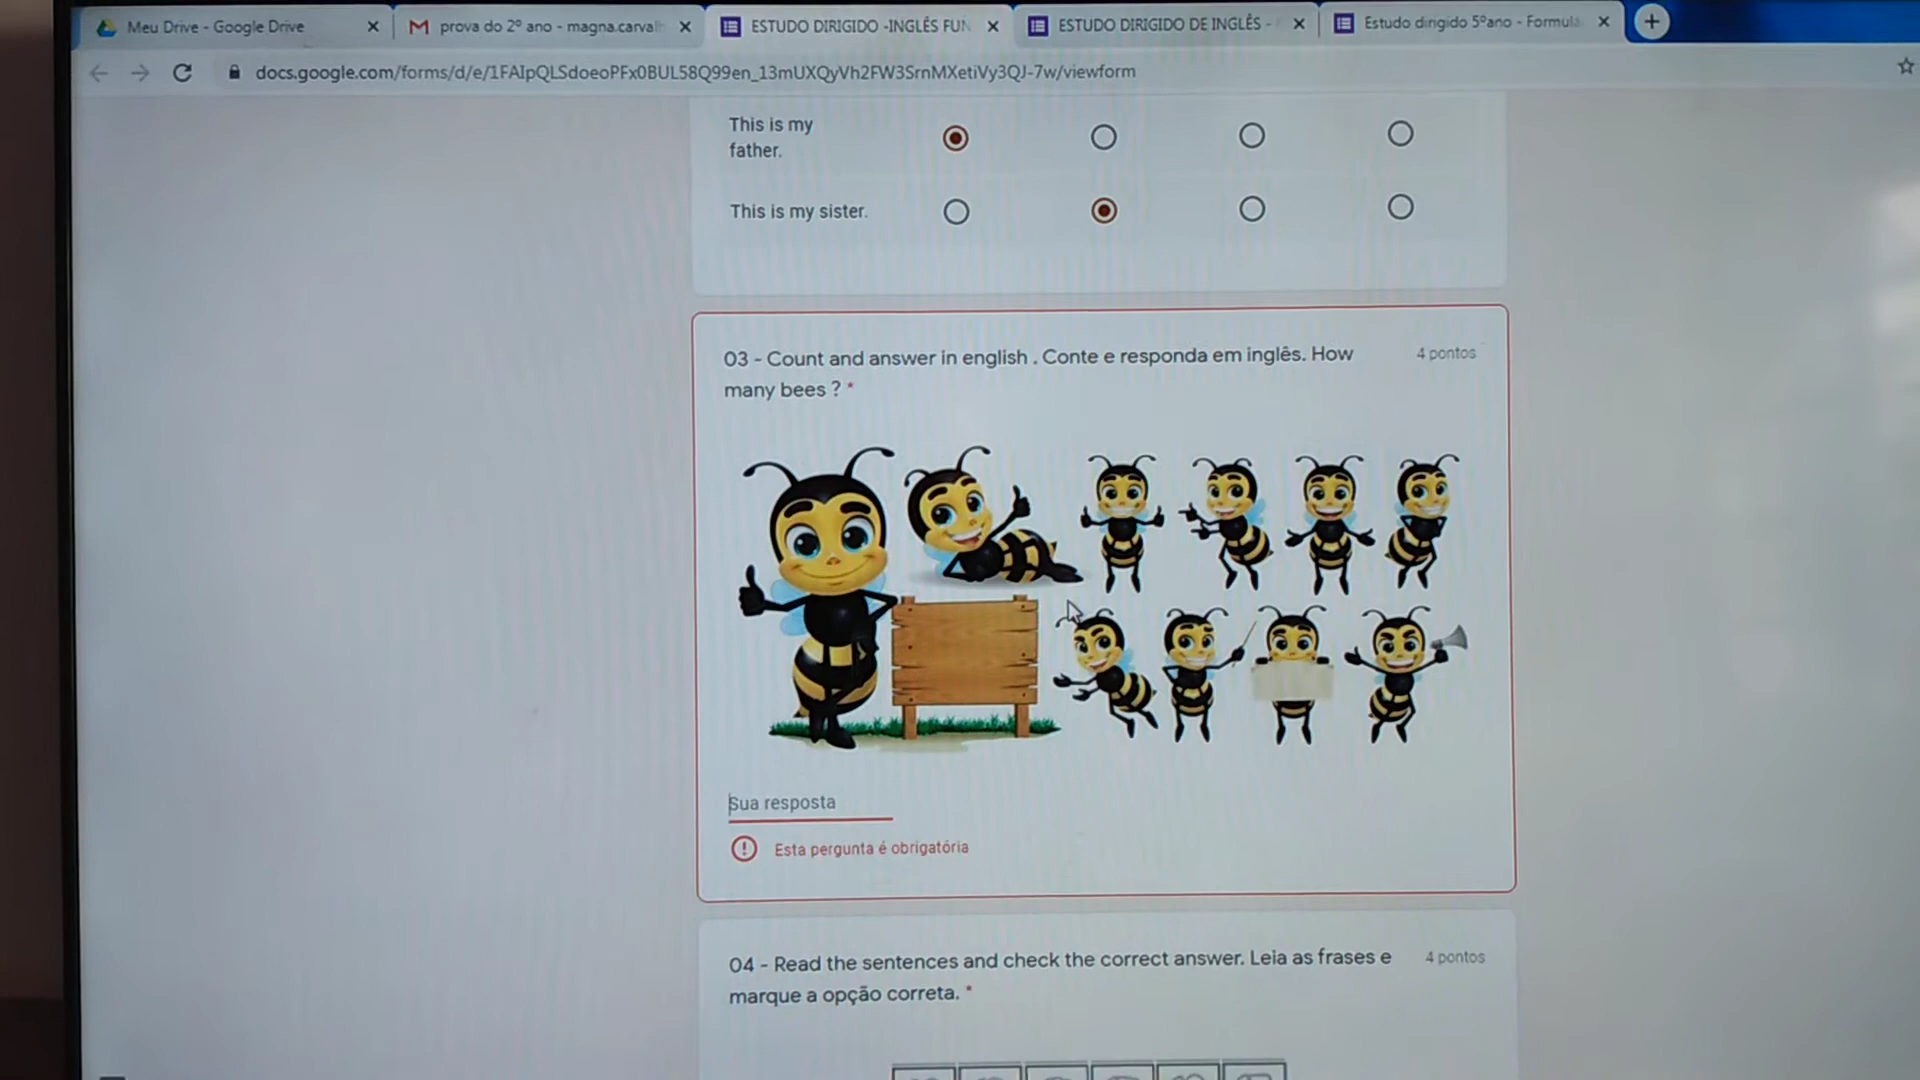 Meu Drive - Google Drive
prova do 2º ano - magna.carval
ESTUDO DIRIGIDO -INGLÊS FUN
ESTUDO DIRIGIDO DE INGLÊS -
Estudo dirigido 5ºano - Formula
docs.google.com/forms/d/e/1FAIpQLSdoeoPFx0BUL58Q99en_13mUXQyVh2FW3SrnMXetiVy3QJ-7w/viewform
This is my
father.
This is my sister.
03 - Count and answer in english . Conte e responda em inglês. How
many bees ? *
4 pontos
Sua resposta
Esta pergunta é obrigatória
04 - Read the sentences and check the correct answer. Leia as frases e
marque a opção correta. *
4 pontos